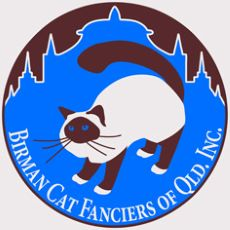 BIRMAN CAT FANCIERS OF QLD. INC.